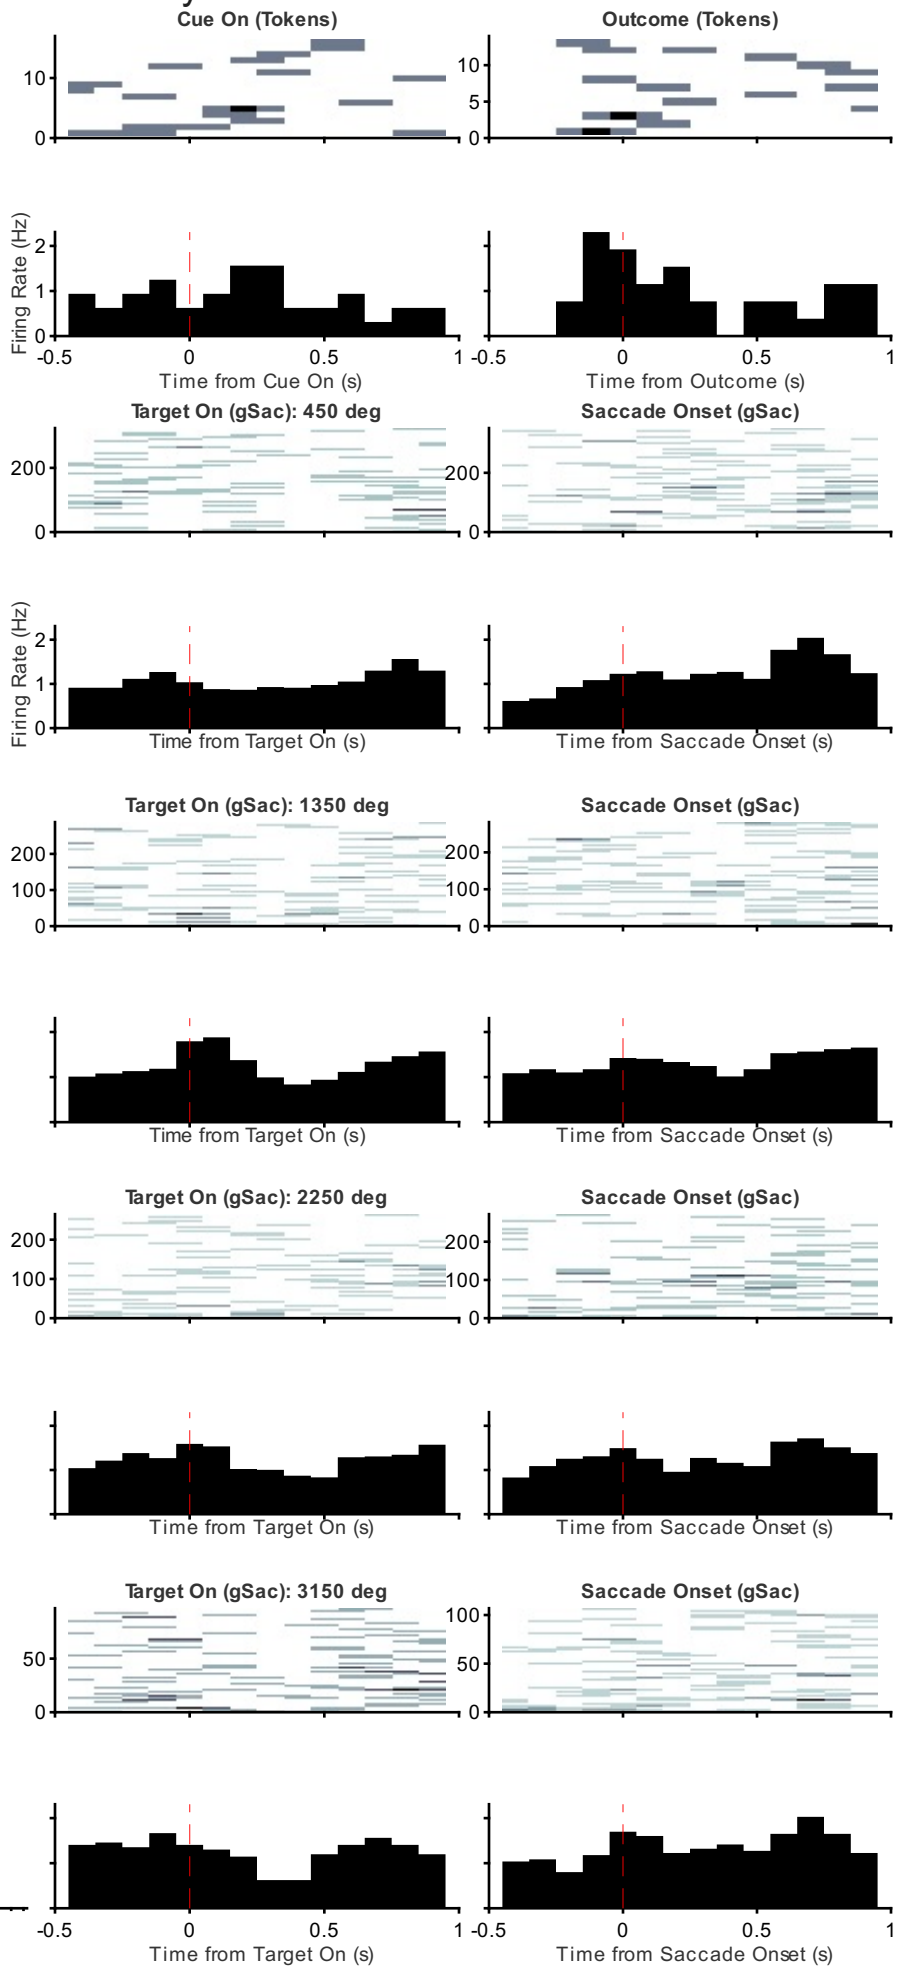 Cue On (Tokens)
Outcome (Tokens)
10
0
10
5
0
Firing Rate (Hz)
2
1
0
-0.5 0 0.5 1
-0.5 0 0.5 1
Time from Cue On (s)
Time from Outcome (s)
Target On (gSac): 450 deg
Saccade Onset (gSac)
200
0
200
0
Firing Rate (Hz)
2
1
0
Time from Target On (s)
Time from Saccade Onset (s)
Target On (gSac): 1350 deg
Saccade Onset (gSac)
200
100
0
200
100
0
Time from Target On (s)
Time from Saccade Onset (s)
Target On (gSac): 2250 deg
Saccade Onset (gSac)
200
100
0
200
100
0
Time from Target On (s)
Time from Saccade Onset (s)
Target On (gSac): 3150 deg
Saccade Onset (gSac)
50
0
100
50
0
-0.5 0 0.5 1
-0.5 0 0.5 1
Time from Target On (s)
Time from Saccade Onset (s)